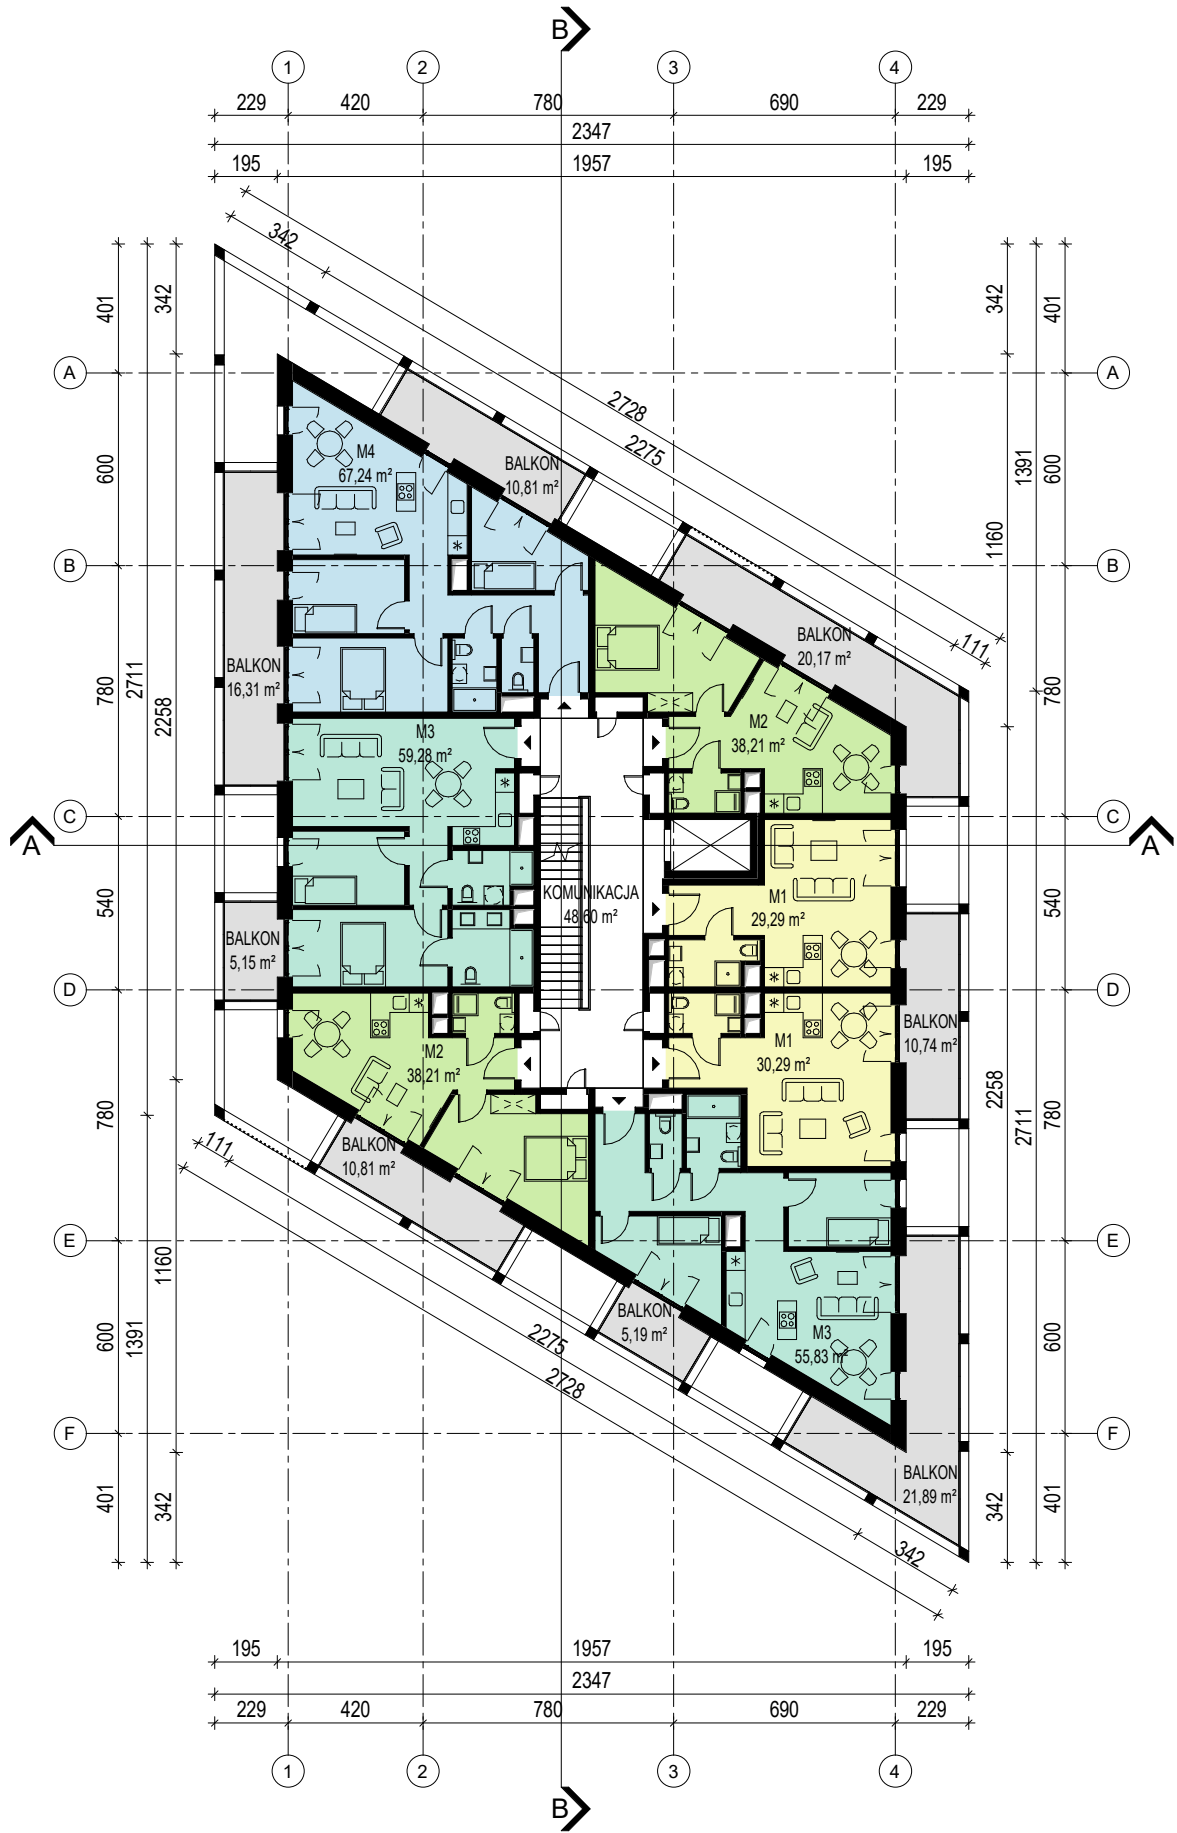 B
1 2 3 4
229 420 780 690 229
2347
195 1957 195
342
2728
2275
111
401 342
342 401
A A
600 1391 600
1160
B B
M4
67,24 m²
BALKON
10,81 m²
BALKON
20,17 m²
BALKON
16,31 m²
780 2711 2258
780
M3
59,28 m²
M2
38,21 m²
C C
A A
540 540
KOMUNIKACJA
48,60 m²
M1
29,29 m²
BALKON
5,15 m²
D D
M2
38,21 m²
M1
30,29 m²
BALKON
10,74 m²
780 2258 2711 780
BALKON
10,81 m²
111
E E
1160
600 1391 600
BALKON
5,19 m²
M3
55,83 m²
2275
2728
F F
BALKON
21,89 m²
401 342
342 401
342
195 1957 195
2347
229 420 780 690 229
1 2 3 4
B